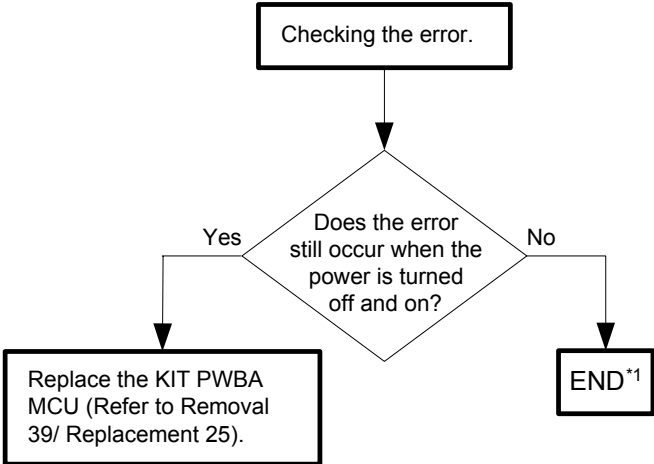 Checking the error.
Does the error
still occur when the
power is turned
off and on?
Yes
No
Replace the KIT PWBA
MCU (Refer to Removal
39/ Replacement 25).
END*1